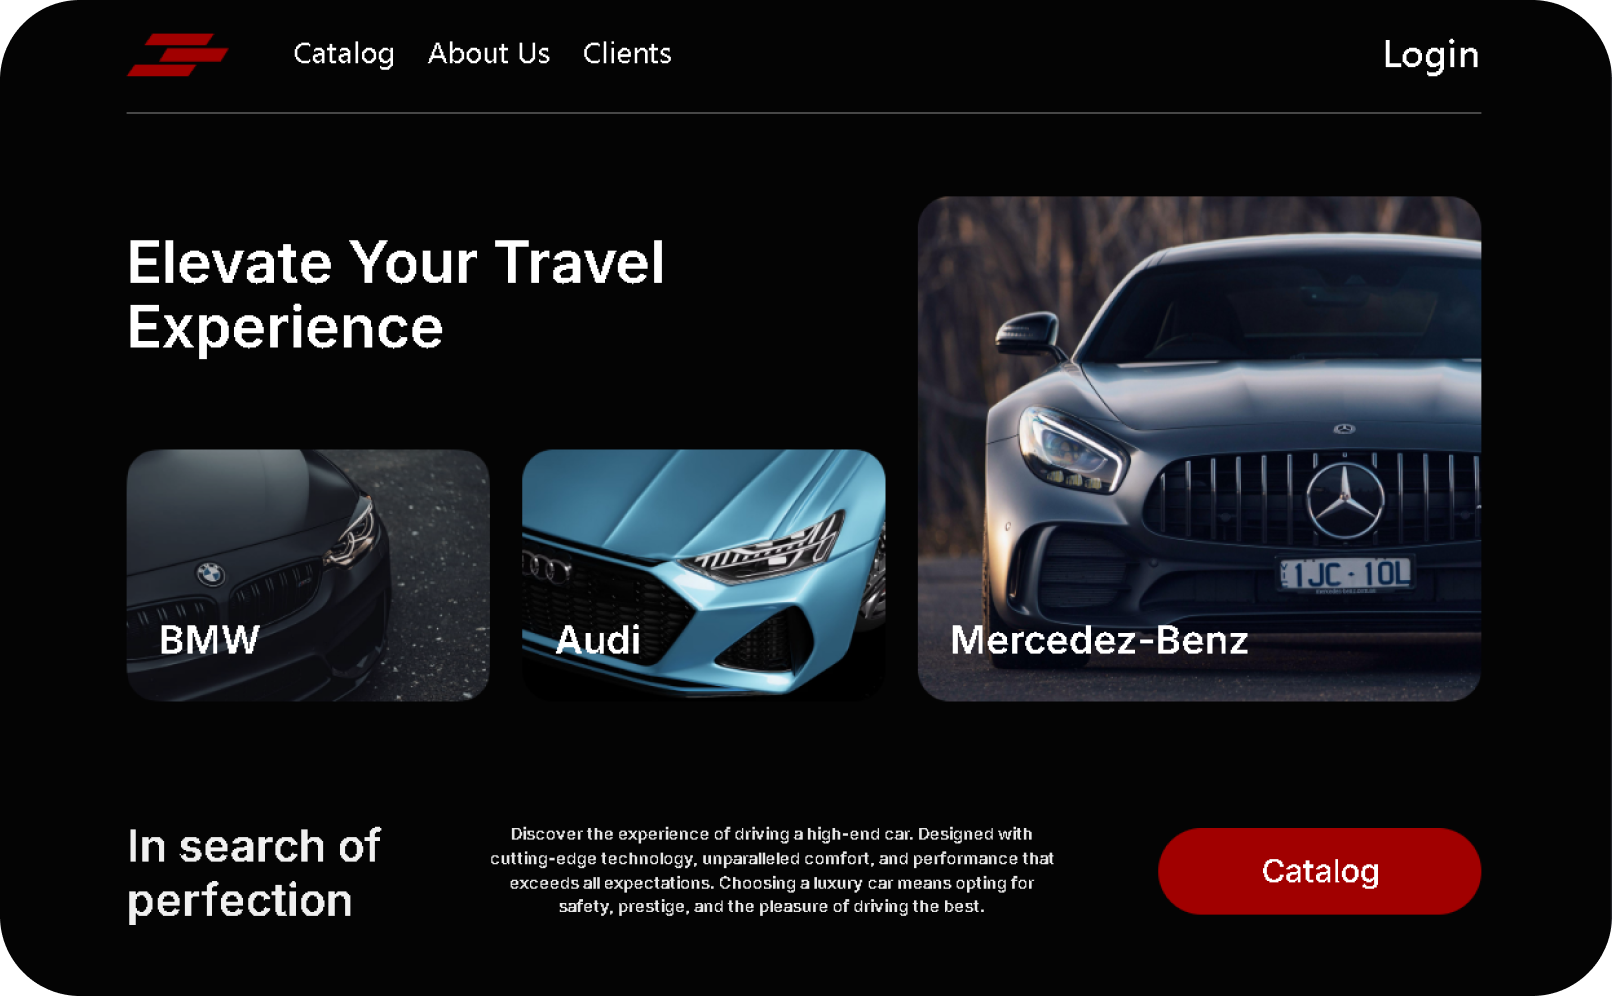 Catalog About Us Clients Login
Elevate Your Travel
Experience
1JC·10L
BMW
Audi
Mercedez-Benz
In search of
perfection
Discover the experience of driving a high-end car. Designed with
cutting-edge technology, unparalleled comfort, and performance that
exceeds all expectations. Choosing a luxury car means opting for
safety, prestige, and the pleasure of driving the best.
Catalog